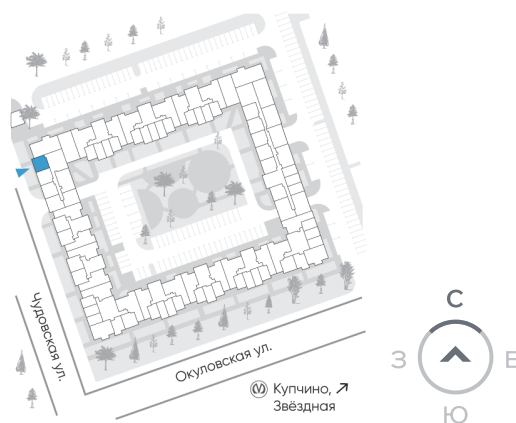 Чудовская ул.
Окуловская ул.
Купчино, ↗
Звёздная
С
З
В
Ю